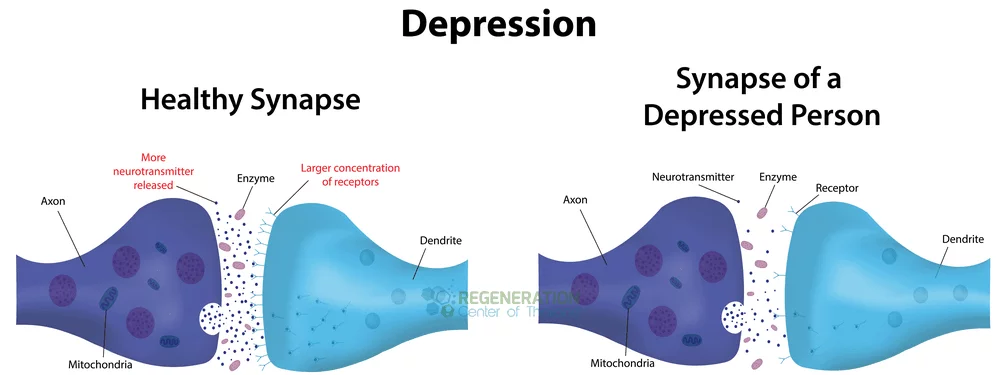 Depression
Healthy Synapse
More
neurotransmitter
released
Enzyme
Larger concentration
of receptors
Axon
Dendrite
Mitochondria
Synapse of a
Depressed Person
Neurotransmitter
Enzyme
Receptor
Axon
Dendrite
Mitochondria
REGENERATION
Center of